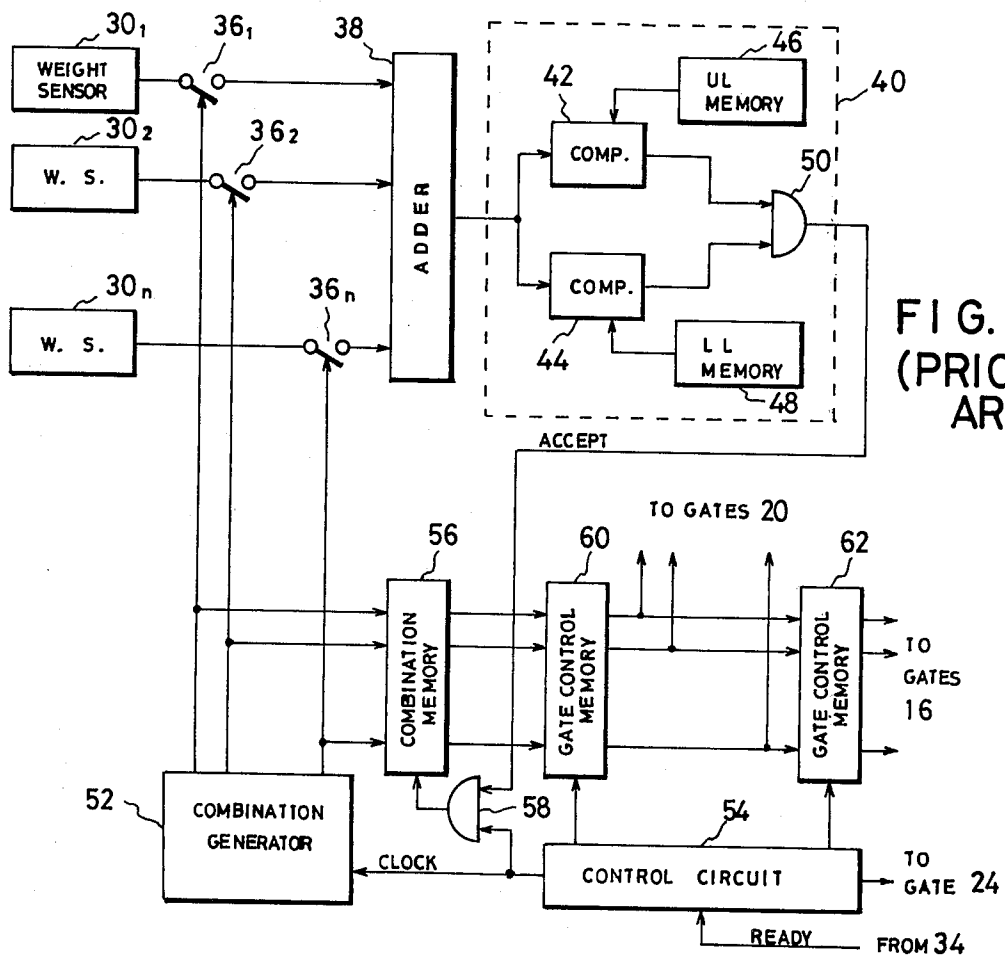 30₁
36₁
38
WEIGHT
SENSOR
30₂
36₂
W. S.
30ₙ
36ₙ
W. S.
ADDER
46
UL
MEMORY
40
42
COMP.
50
COMP.
44
LL
MEMORY
48
FIG.
(PRIO
AR
ACCEPT
TO GATES 20
56
60
62
COMBINATION
MEMORY
GATE CONTROL
MEMORY
GATE CONTROL
MEMORY
TO
GATES
16
52
COMBINATION
GENERATOR
58
54
CLOCK
CONTROL CIRCUIT
TO
GATE 24
READY
FROM 34